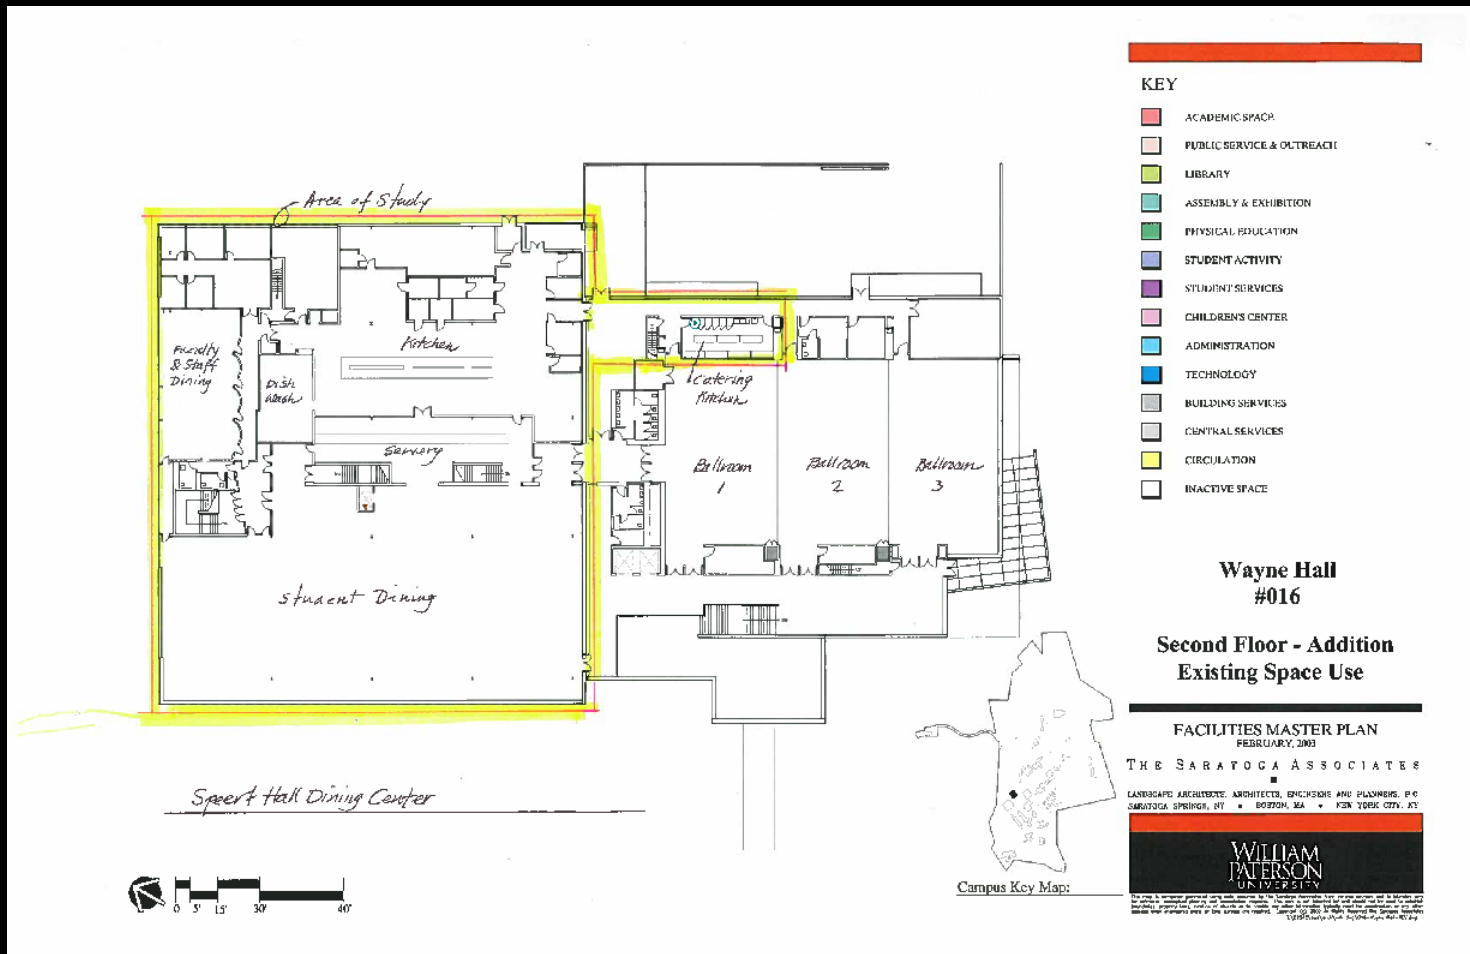 Area of Study
Faculty
& Staff
Dining
Kitchen
Dish
Wash
Servery
Catering
Kitchen
Ballroom
1
Ballroom
2
Ballroom
3
Student Dining
Speert Hall Dining Center
0 5' 15' 30' 40'
Campus Key Map:
KEY
ACADEMIC SPACE
PUBLIC SERVICE & OUTREACH
LIBRARY
ASSEMBLY & EXHIBITION
PHYSICAL EDUCATION
STUDENT ACTIVITY
STUDENT SERVICES
CHILDREN'S CENTER
ADMINISTRATION
TECHNOLOGY
BUILDING SERVICES
CENTRAL SERVICES
CIRCULATION
INACTIVE SPACE
Wayne Hall
#016
Second Floor - Addition
Existing Space Use
FACILITIES MASTER PLAN
FEBRUARY, 2003
THE SARATOGA ASSOCIATES
LANDSCAPE ARCHITECTS, ARCHITECTS, ENGINEERS AND PLANNERS, P.C.
SARATOGA SPRINGS, NY • BOSTON, MA • NEW YORK CITY, NY
WILLIAM
PATERSON
UNIVERSITY